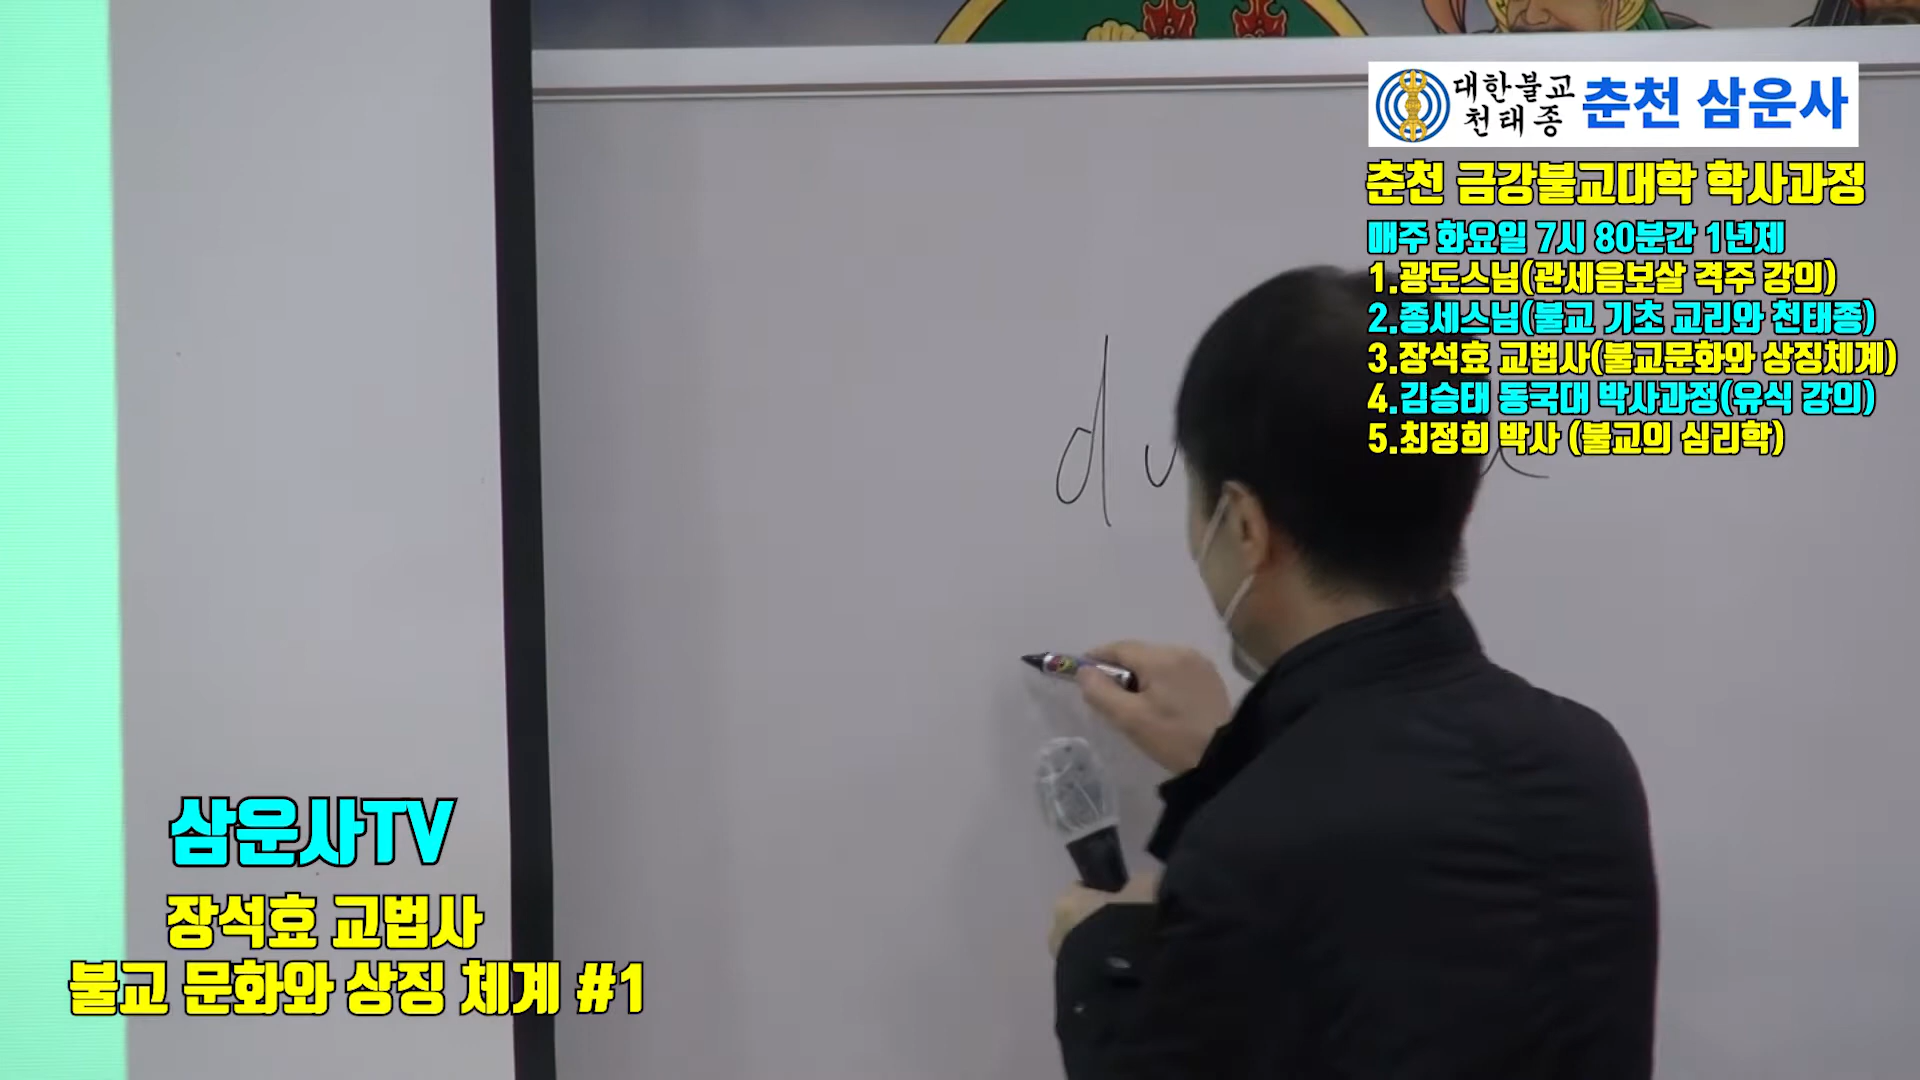 대한불교
천태종
춘천 삼운사
춘천 금강불교대학 학사과정
매주 화요일 7시 80분간 1년제
1.광도스님(관세음보살 격주 강의)
2.종세스님(불교 기초 교리와 천태종)
3.장석효 교법사(불교문화와 상징체계)
4.김승태 동국대 박사과정(유식 강의)
5.최정희 박사 (불교의 심리학)
삼운사TV
장석효 교법사
불교 문화와 상징 체계 #1